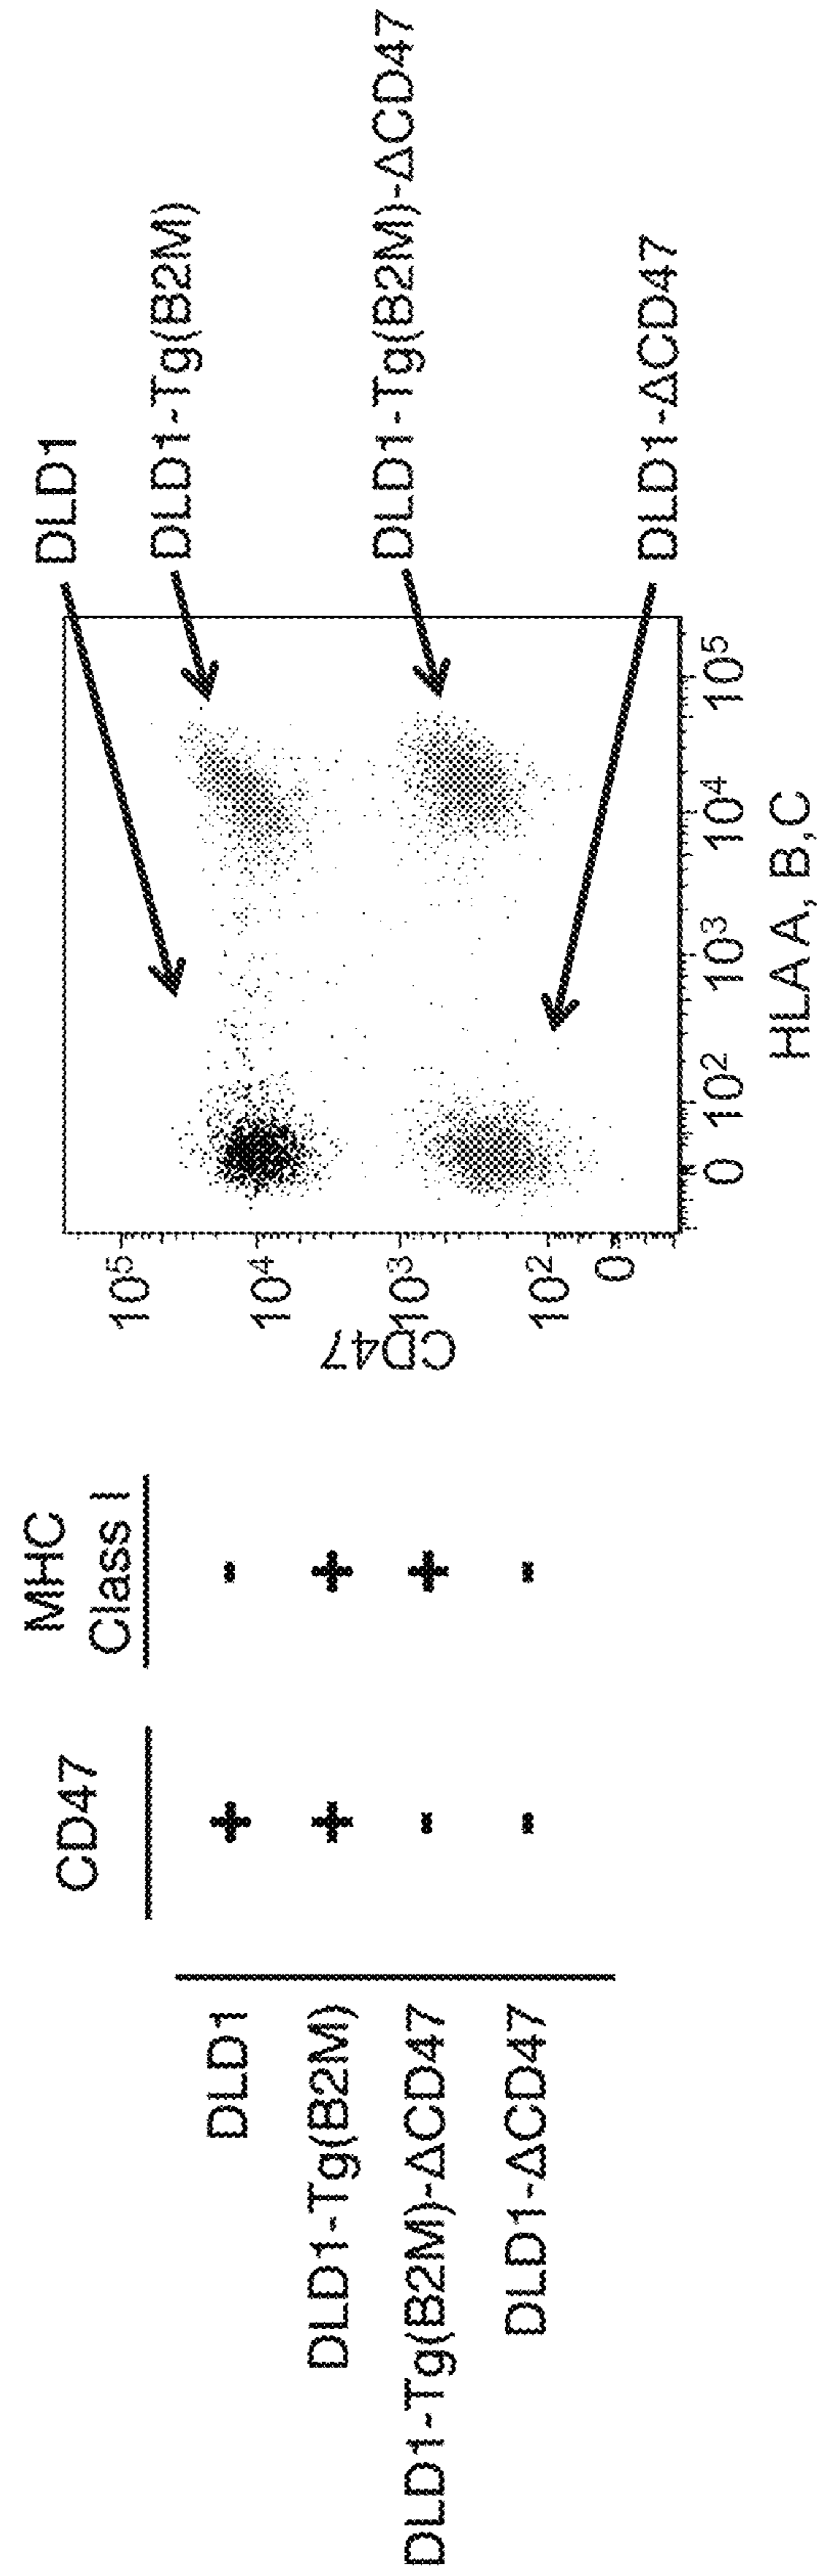 CD47
MHC
Class I
DLD1 + -
DLD1-Tg(B2M) + +
DLD1-Tg(B2M)-ΔCD47 - +
DLD1-ΔCD47 - -
CD47
10⁵
10⁴
10³
10²
0
0 10² 10³ 10⁴ 10⁵
HLA A, B,C
DLD1
DLD1-Tg(B2M)
DLD1-Tg(B2M)-ΔCD47
DLD1-ΔCD47